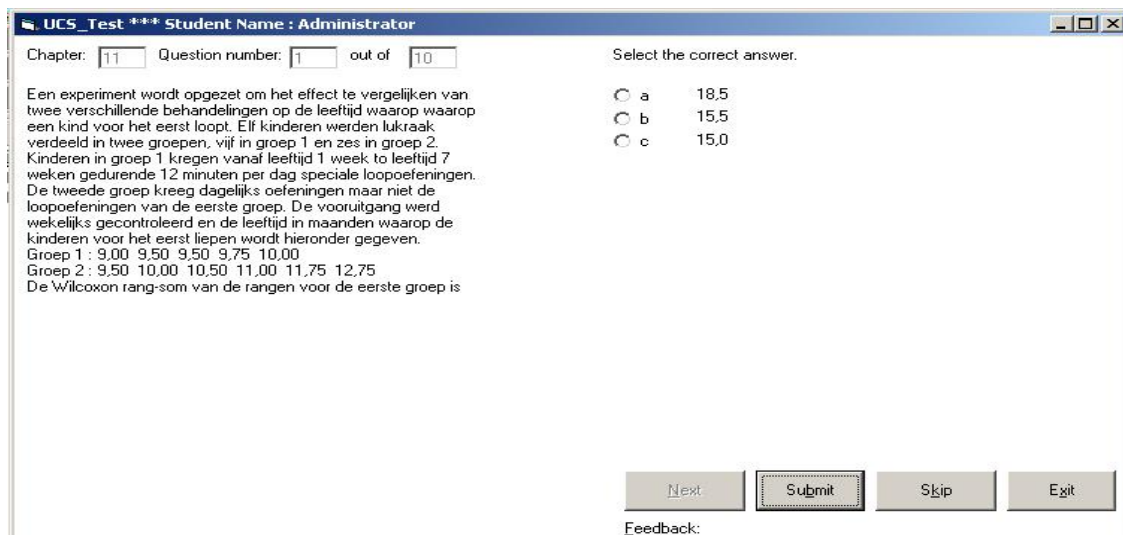 UCS_Test *** Student Name : Administrator
Chapter: 11 Question number: 1 out of 10
Een experiment wordt opgezet om het effect te vergelijken van
twee verschillende behandelingen op de leeftijd waarop waarop
een kind voor het eerst loopt. Elf kinderen werden lukraak
verdeeld in twee groepen, vijf in groep 1 en zes in groep 2.
Kinderen in groep 1 kregen vanaf leeftijd 1 week to leeftijd 7
weken gedurende 12 minuten per dag speciale loopoefeningen.
De tweede groep kreeg dagelijks oefeningen maar niet de
loopoefeningen van de eerste groep. De vooruitgang werd
wekelijks gecontroleerd en de leeftijd in maanden waarop de
kinderen voor het eerst liepen wordt hieronder gegeven.
Groep 1 : 9,00 9,50 9,50 9,75 10,00
Groep 2 : 9,50 10,00 10,50 11,00 11,75 12,75
De Wilcoxon rang-som van de rangen voor de eerste groep is
Select the correct answer.
a 18,5
b 15,5
c 15,0
Next Submit Skip Exit
Feedback: